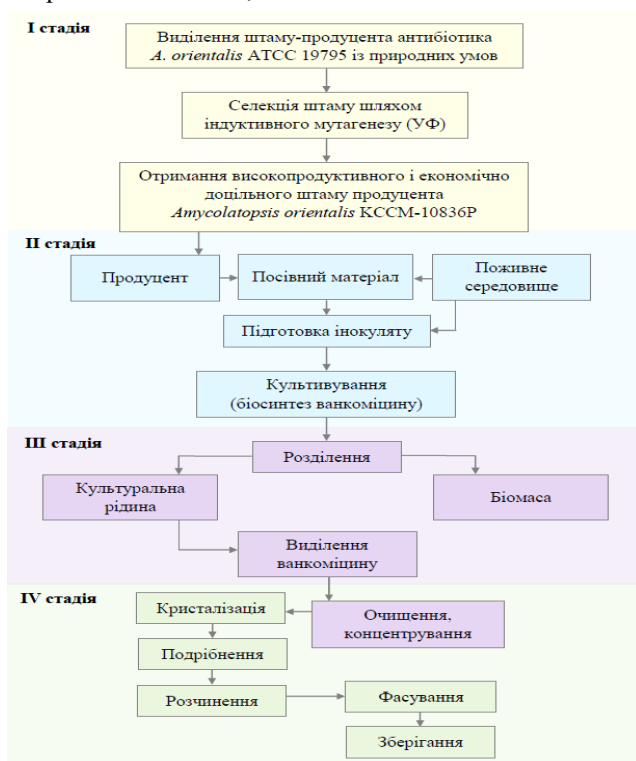 I стадія
Виділення штаму-продуцента антибіотика
A. orientalis ATCC 19795 із природних умов
Селекція штаму шляхом
індуктивного мутагенезу (УФ)
Отримання високопродуктивного і економічно
доцільного штаму продуцента
Amycolatopsis orientalis KCCM-10836P
II стадія
Продуцент
Посівний матеріал
Поживне
середовище
Підготовка інокуляту
Культивування
(біосинтез ванкоміцину)
III стадія
Розділення
Культуральна
рідина
Біомаса
Виділення
ванкоміцину
IV стадія
Кристалізація
Очищення,
концентрування
Подрібнення
Розчинення
Фасування
Зберігання